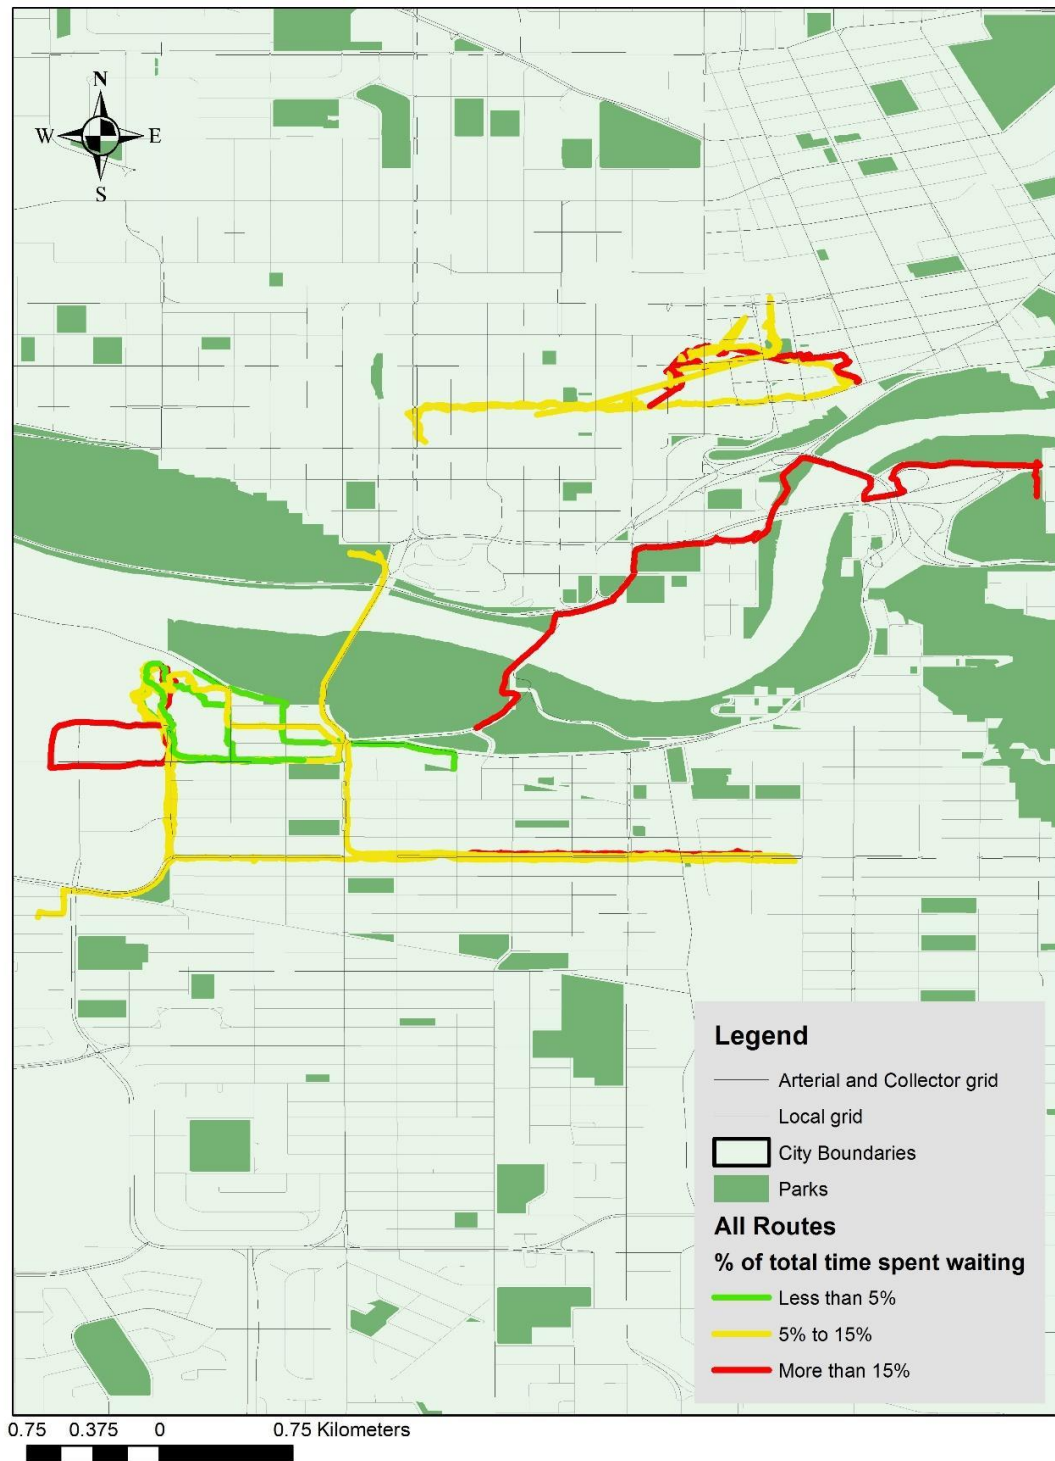 N
W E
S
Legend
Arterial and Collector grid
Local grid
City Boundaries
Parks
All Routes
% of total time spent waiting
Less than 5%
5% to 15%
More than 15%
0.75 0.375 0 0.75 Kilometers